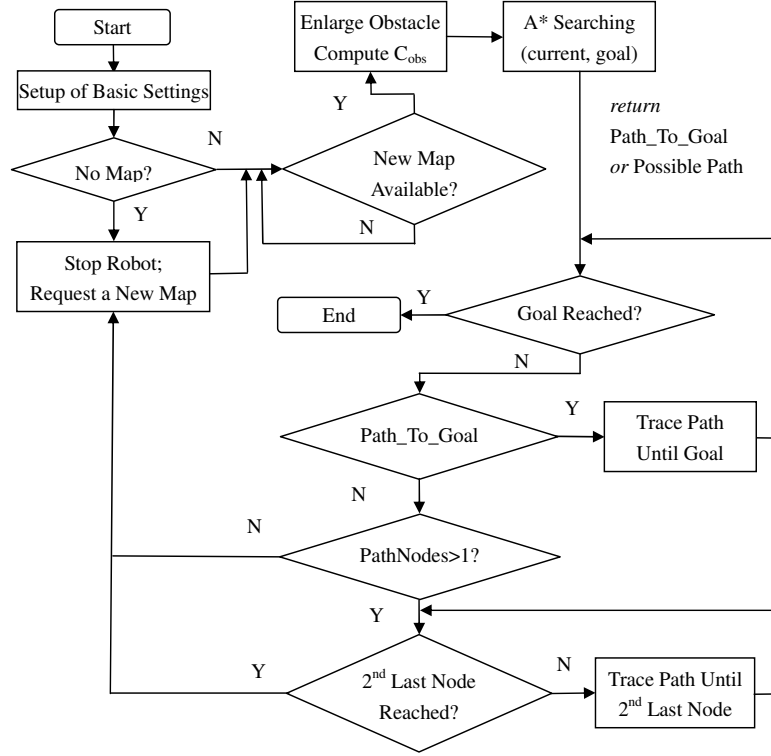 Start
Setup of Basic Settings
No Map?
N
Y
Stop Robot;
Request a New Map
Enlarge Obstacle
Compute C_obs
Y
New Map
Available?
N
A* Searching
(current, goal)
return
Path_To_Goal
or Possible Path
Goal Reached?
Y
End
N
Path_To_Goal
Y
Trace Path
Until Goal
N
PathNodes>1?
N
Y
2nd Last Node
Reached?
Y
N
Trace Path Until
2nd Last Node